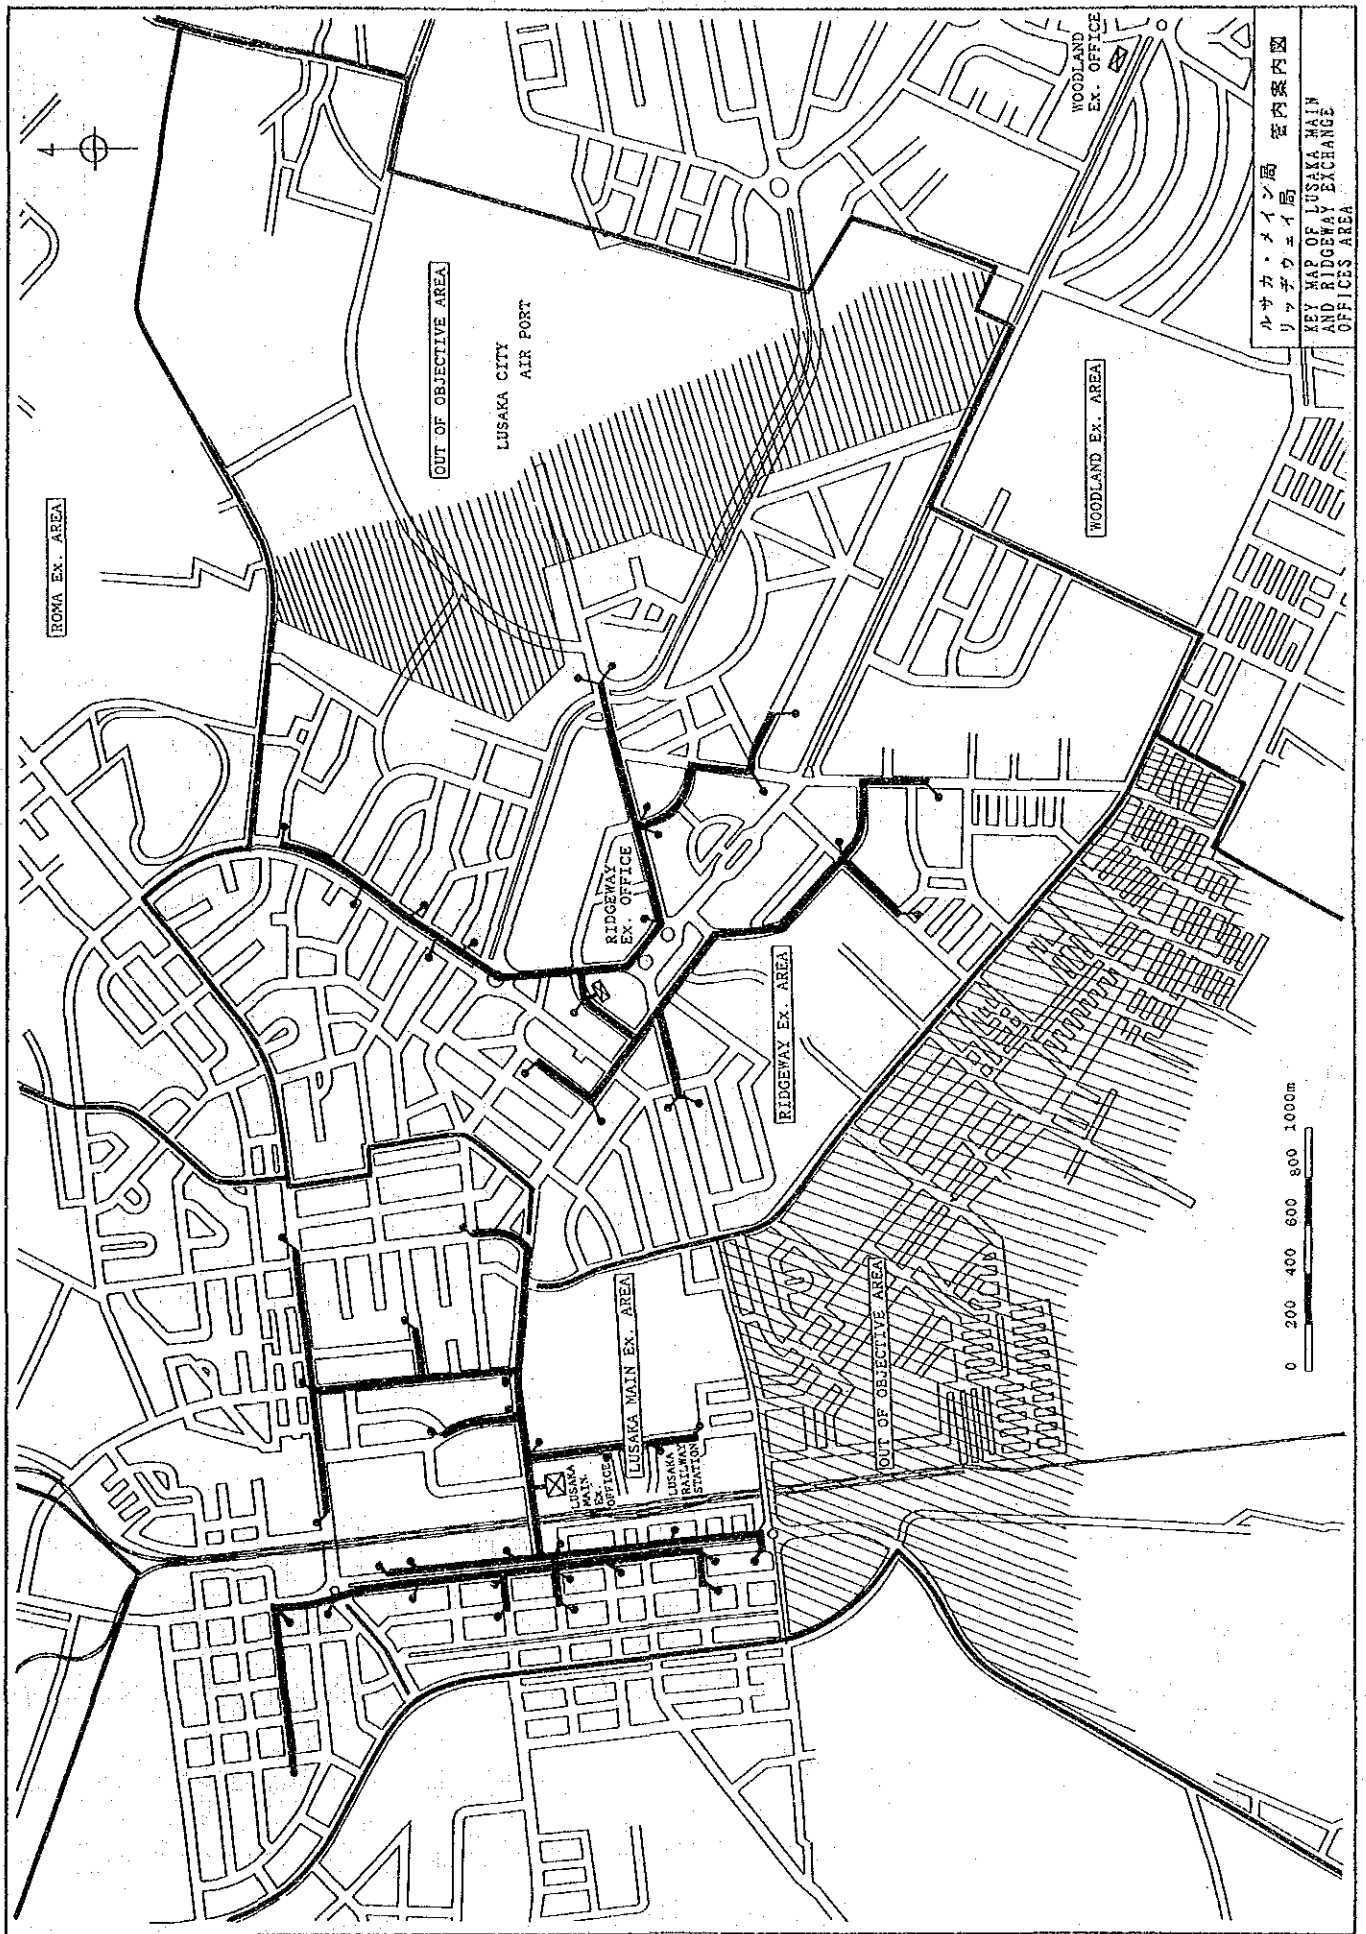 ROMA Ex. AREA
OUT OF OBJECTIVE AREA
LUSAKA CITY
AIR PORT
WOODLAND
Ex. OFFICE
RIDGEWAY
Ex. OFFICE
WOODLAND Ex. AREA
RIDGEWAY Ex. AREA
LUSAKA MAIN Ex. AREA
LUSAKA
MAIN.
Ex.
OFFICE
LUSAKA
RAILWAY
STATION
OUT OF OBJECTIVE AREA
0 200 400 600 800 1000m
ルサカ・メイン局 管内案内図
リッヂウェイ局
KEY MAP OF LUSAKA MAIN
AND RIDGEWAY EXCHANGE
OFFICES AREA